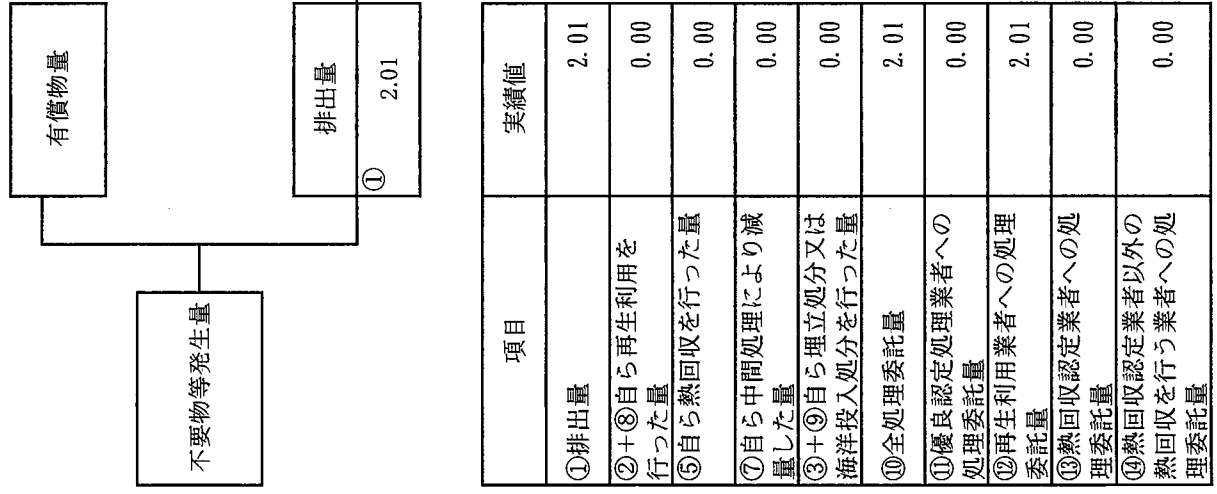 不要物等発生量
有償物量
排出量
①
2.01
項目
実績値
①排出量
2.01
②+⑧自ら再生利用を
行った量
0.00
⑤自ら熱回収を行った量
0.00
⑦自ら中間処理により減
量した量
0.00
③+⑨自ら埋立処分又は
海洋投入処分を行った量
0.00
⑩全処理委託量
2.01
⑪優良認定処理業者への
処理委託量
0.00
⑫再生利用業者への処理
委託量
2.01
⑬熱回収認定業者への処
理委託量
0.00
⑭熱回収認定業者以外の
熱回収を行う業者への処
理委託量
0.00